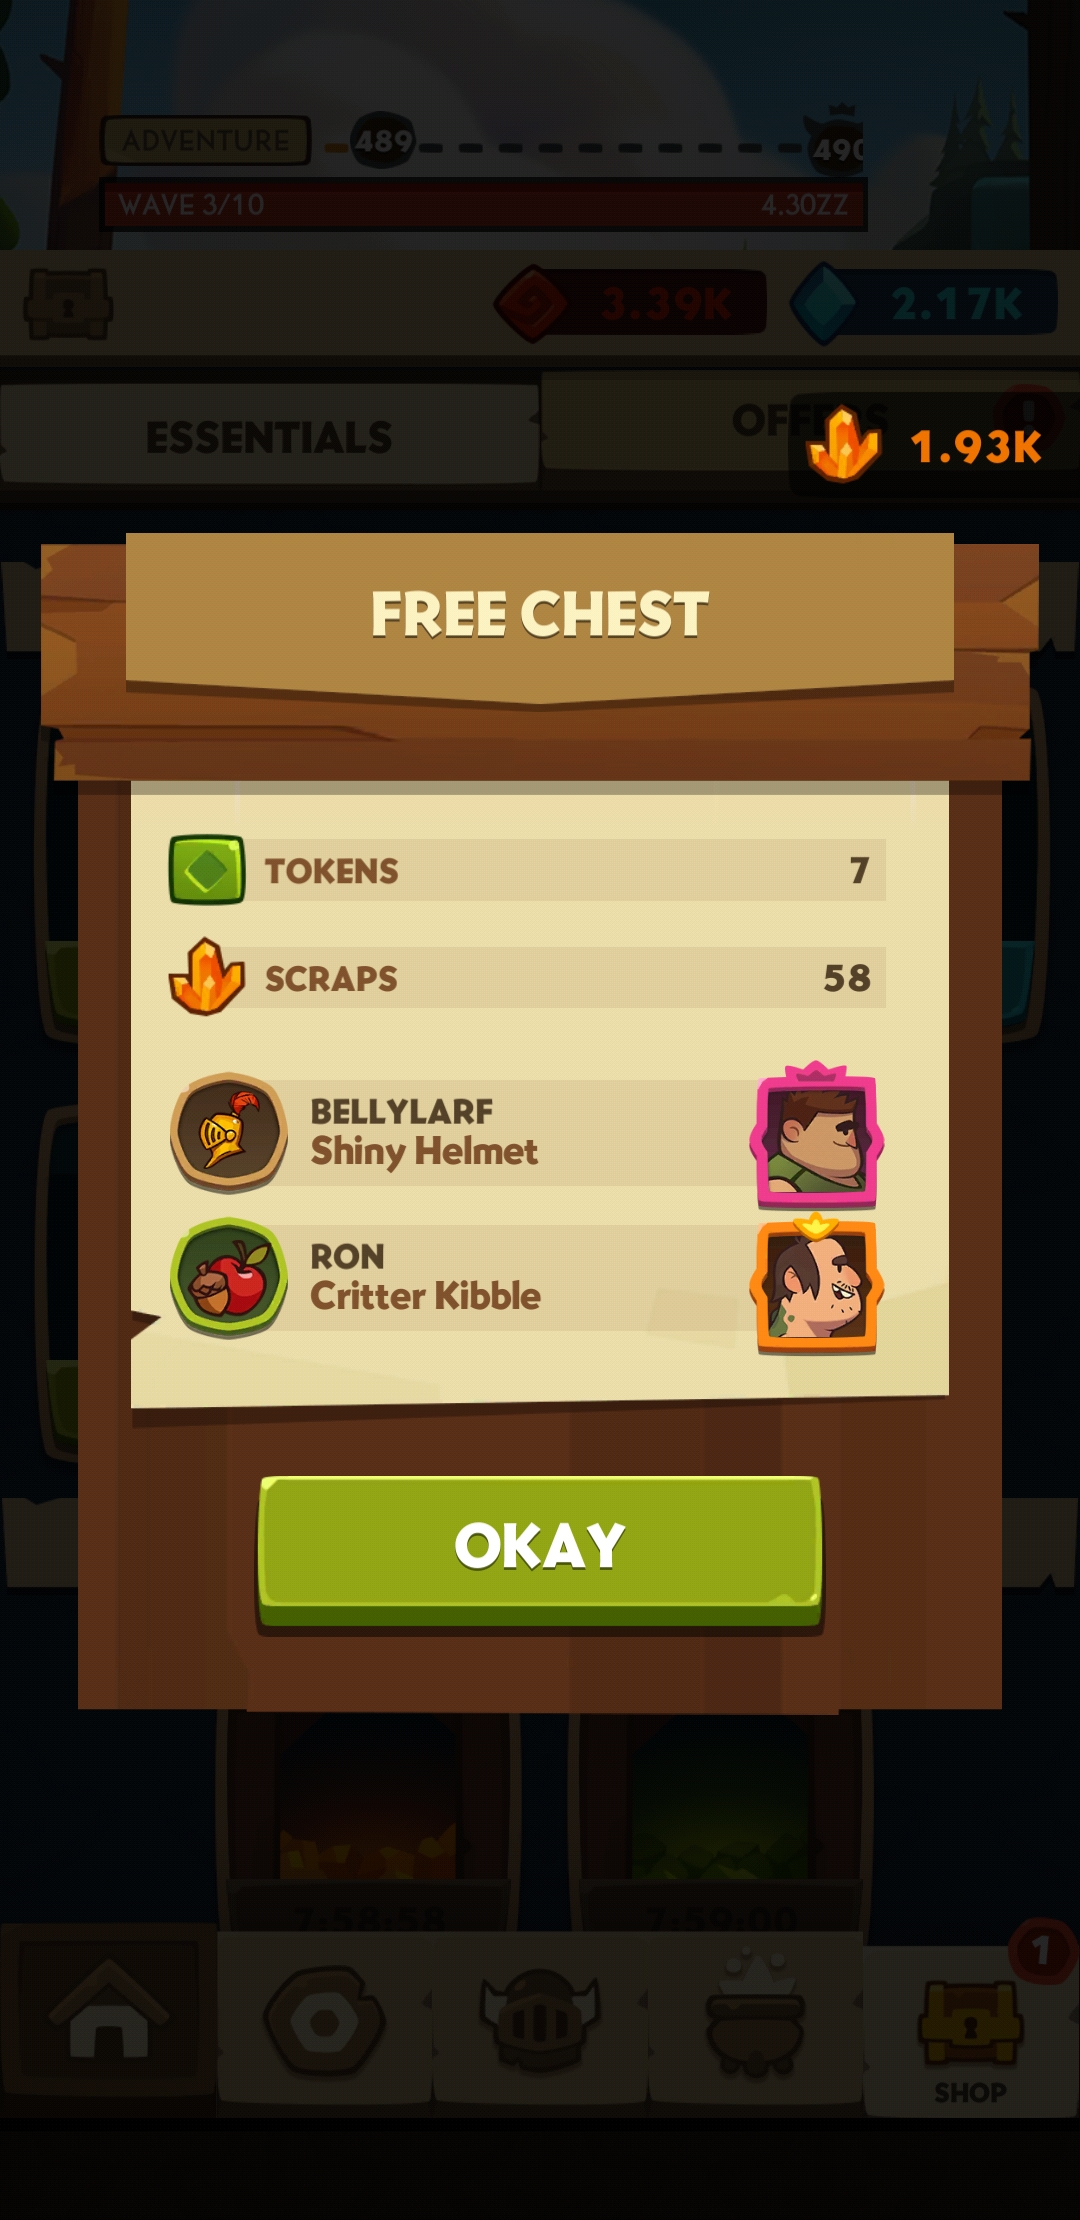 ADVENTURE
489
490
WAVE 3/10
4.30ZZ
3.39K
2.17K
ESSENTIALS
OFFERS
!
1.93K
FREE CHEST
TOKENS
7
SCRAPS
58
BELLYLARF
Shiny Helmet
RON
Critter Kibble
OKAY
7:58:58
7:59:00
1
SHOP